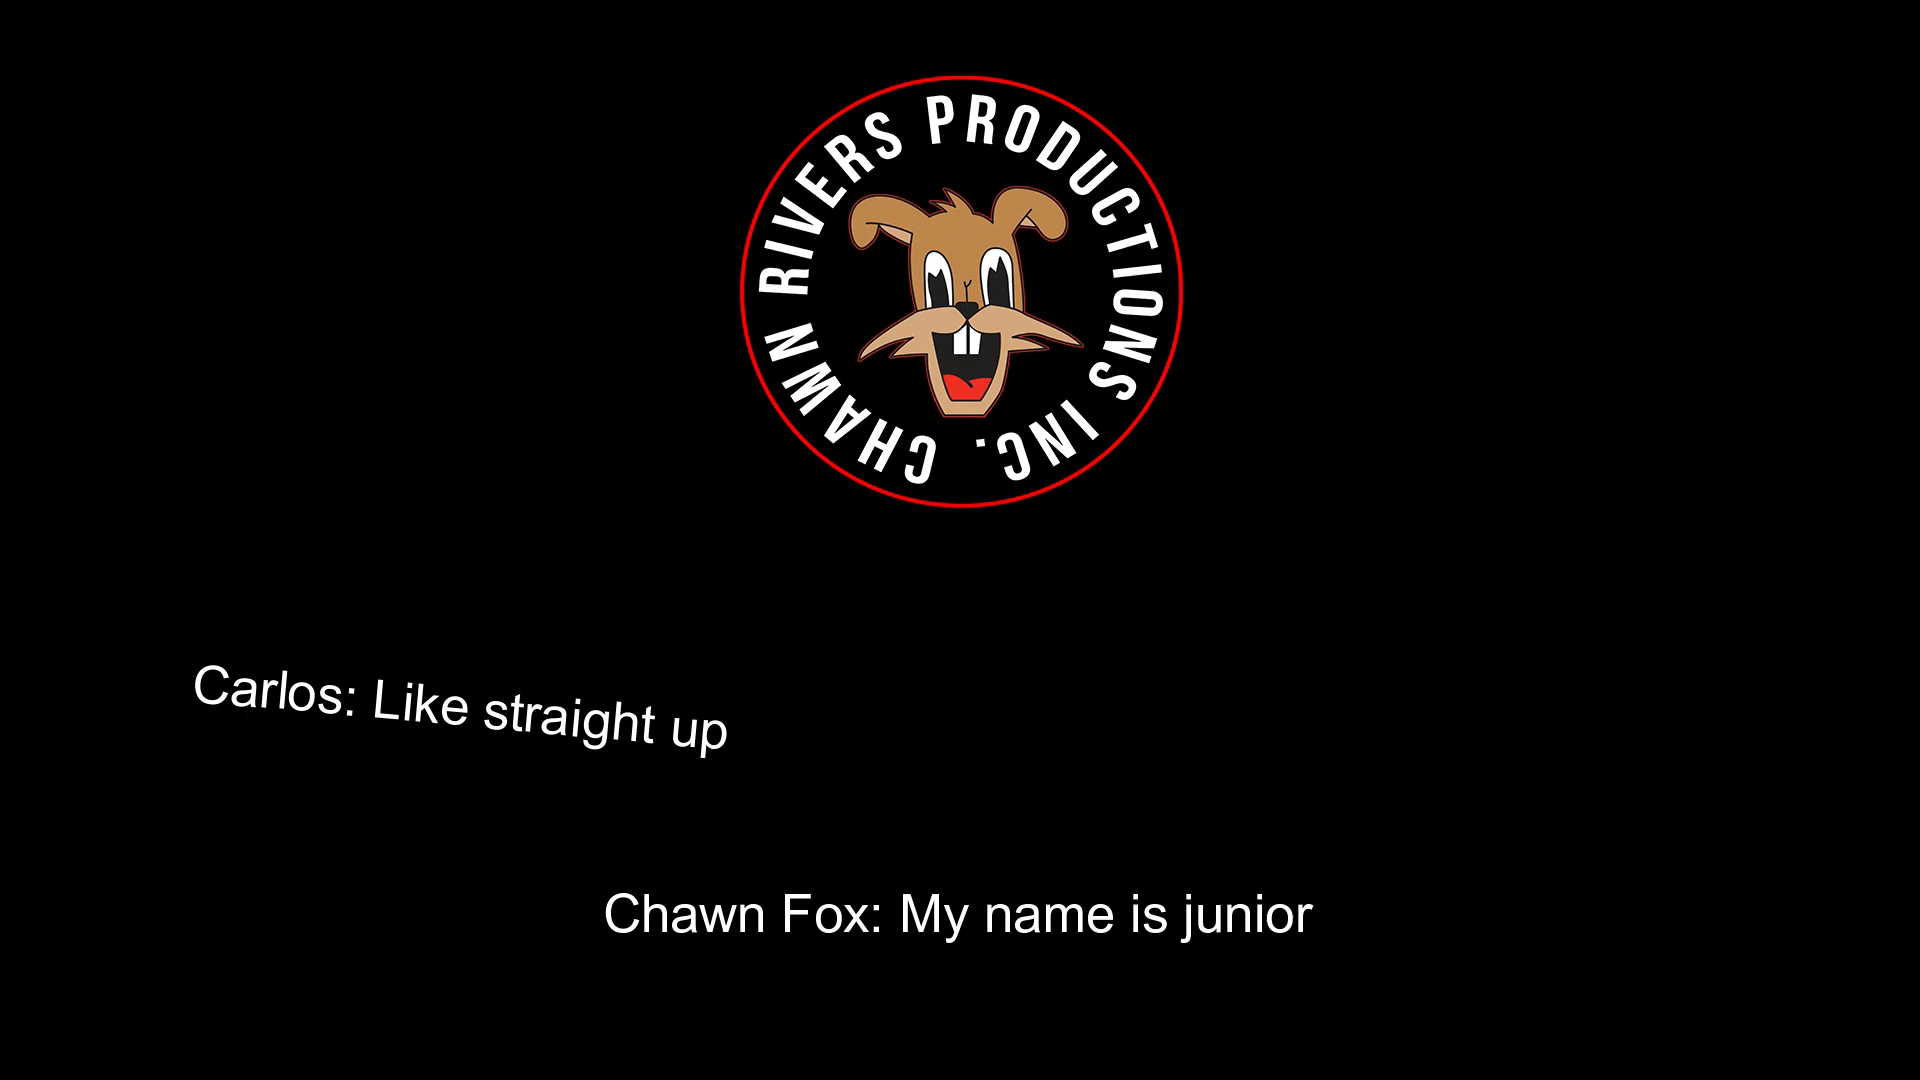 CHAWN RIVERS PRODUCTIONS INC.
Carlos: Like straight up
Chawn Fox: My name is junior